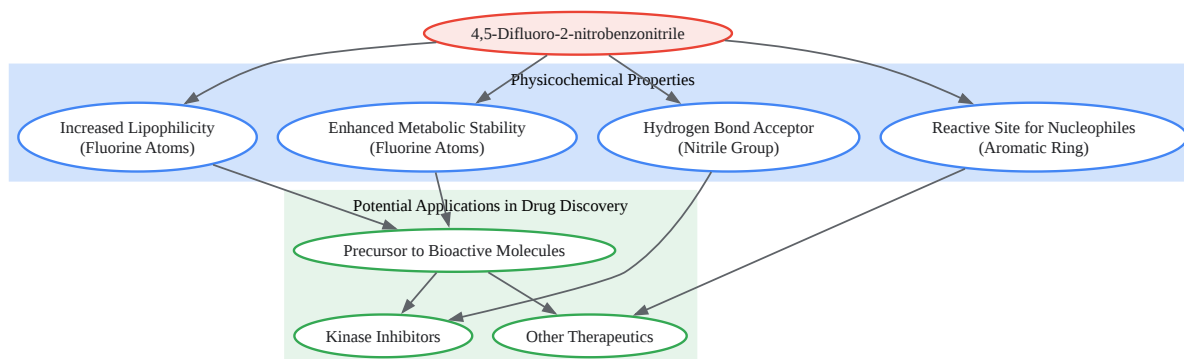 4,5-Difluoro-2-nitrobenzonitrile
Physicochemical Properties
Increased Lipophilicity
(Fluorine Atoms)
Enhanced Metabolic Stability
(Fluorine Atoms)
Hydrogen Bond Acceptor
(Nitrile Group)
Reactive Site for Nucleophiles
(Aromatic Ring)
Potential Applications in Drug Discovery
Precursor to Bioactive Molecules
Kinase Inhibitors
Other Therapeutics